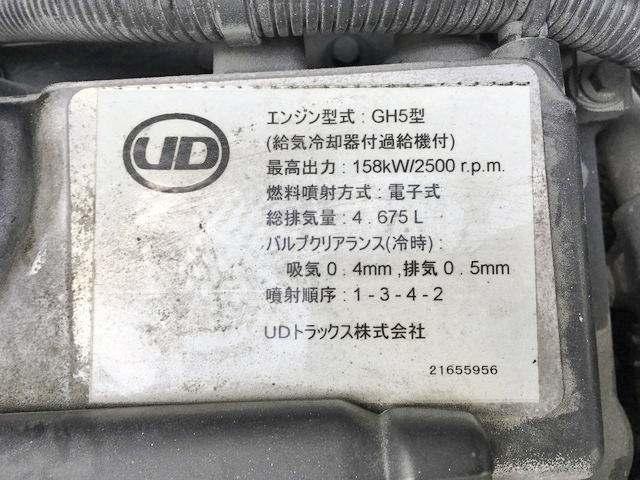 UD
エンジン型式 : GH5型
(給気冷却器付過給機付)
最高出力 : 158kW/2500 r.p.m.
燃料噴射方式 : 電子式
総排気量 : 4 . 675 L
バルブクリアランス(冷時) :
吸気 0 . 4mm ,排気 0 . 5mm
噴射順序 : 1 - 3 - 4 - 2
UDトラックス株式会社
21655956